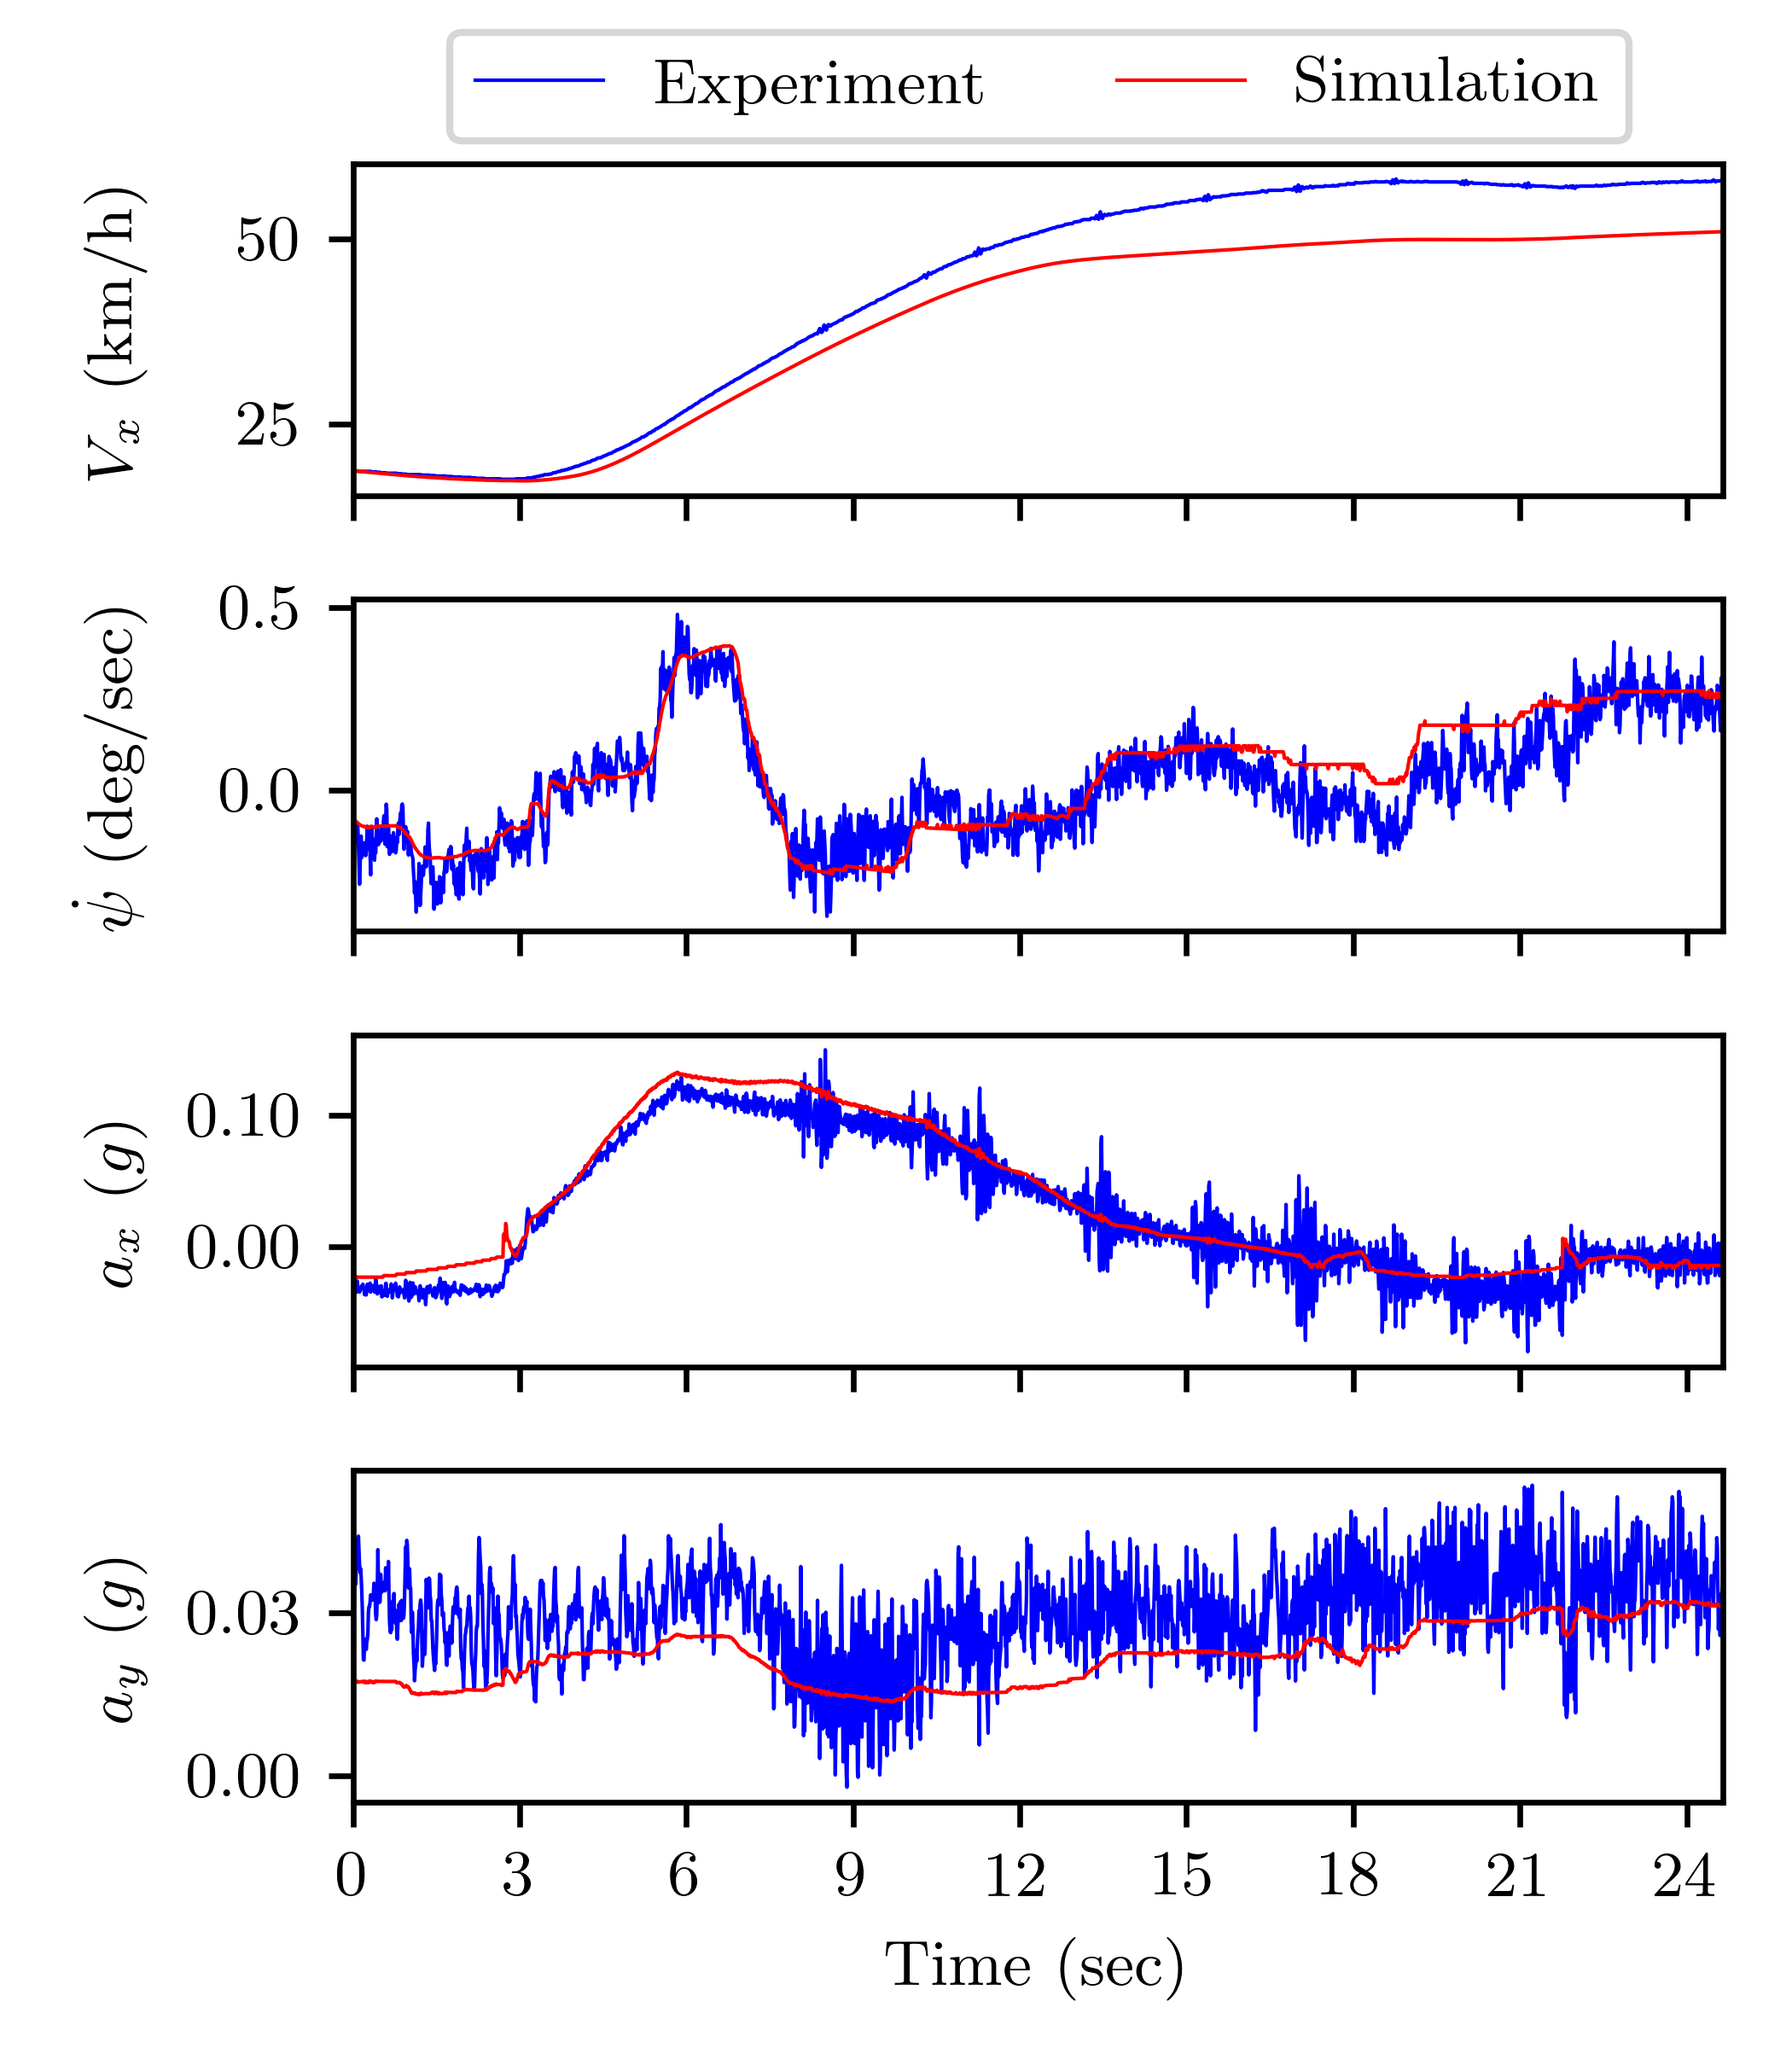 Experiment Simulation
V_x (km/h)
50
25
ψ̇ (deg/sec)
0.5
0.0
a_x (g)
0.10
0.00
a_y (g)
0.03
0.00
0 3 6 9 12 15 18 21 24
Time (sec)